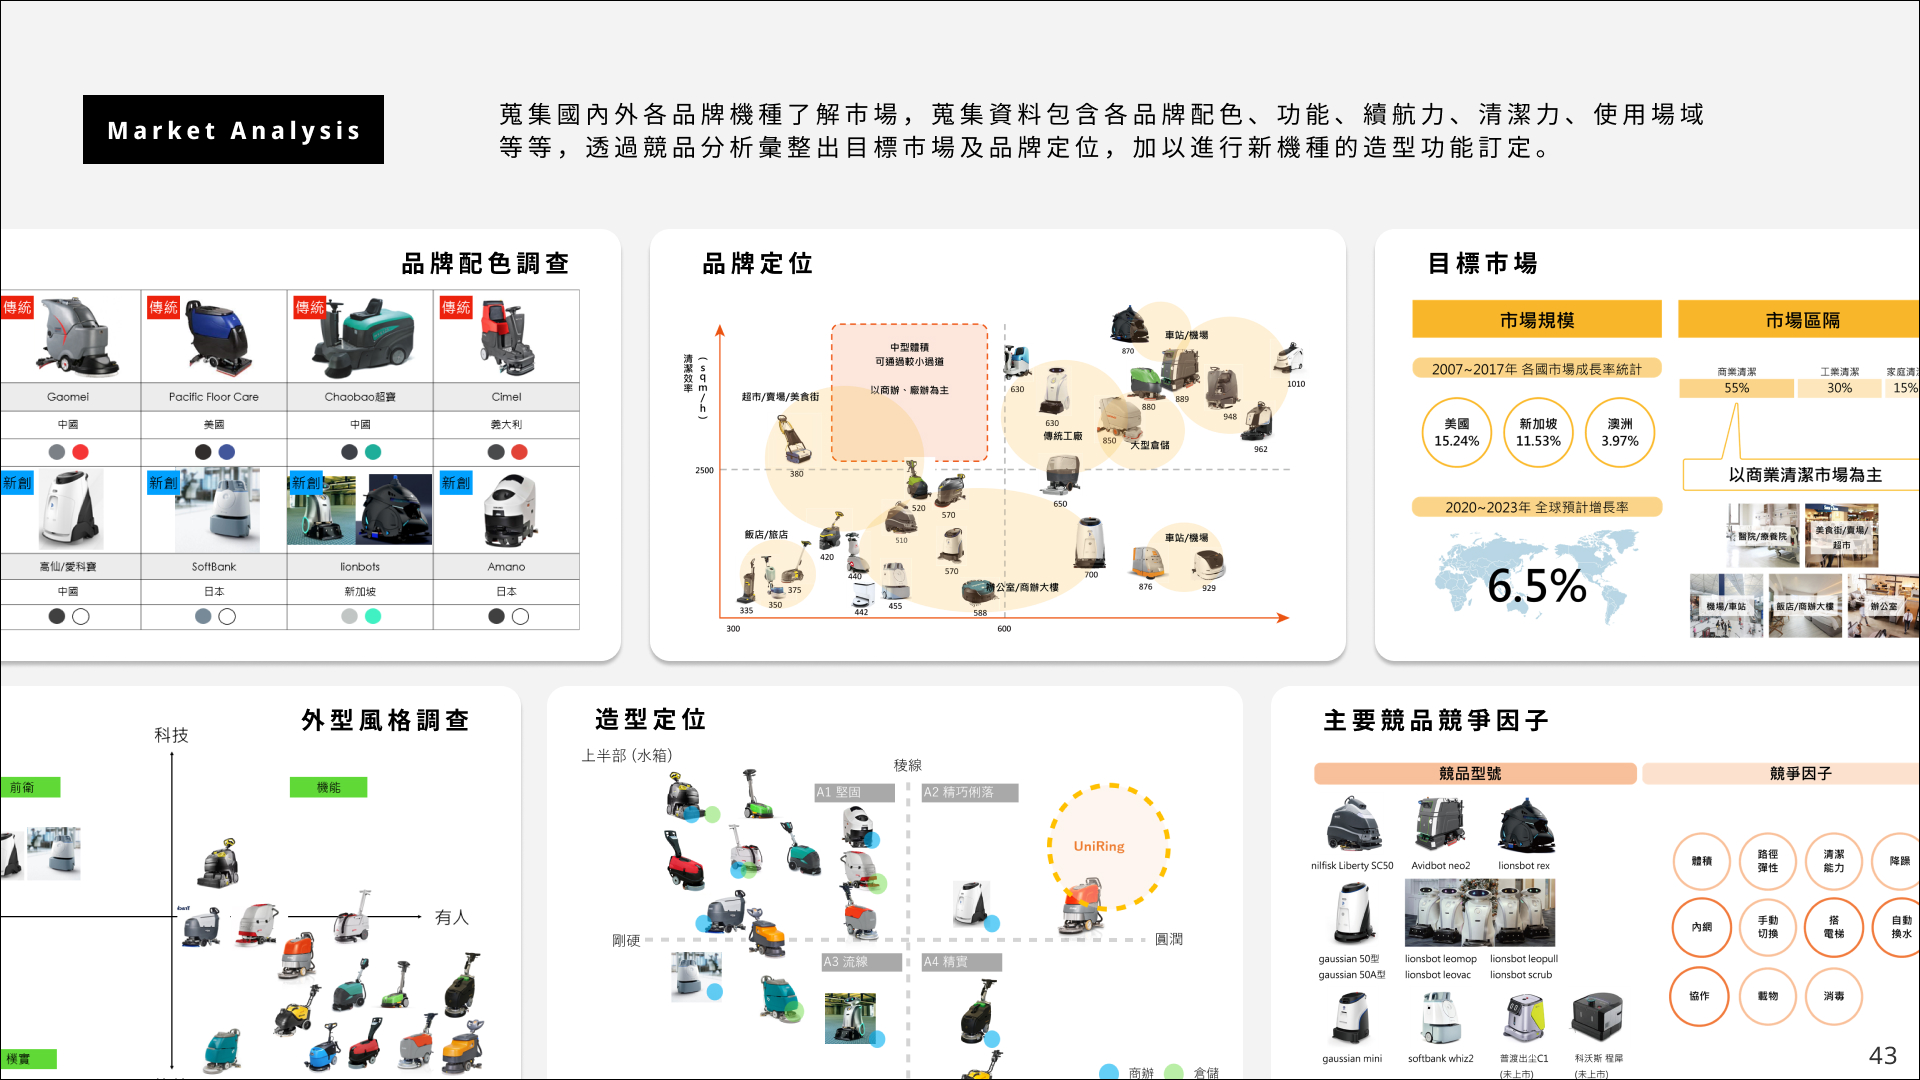 Market Analysis
蒐集國內外各品牌機種了解市場，蒐集資料包含各品牌配色、功能、續航力、清潔力、使用場域
等等，透過競品分析彙整出目標市場及品牌定位，加以進行新機種的造型功能訂定。
品牌配色調查
傳統 傳統 傳統 傳統
Gaomei Pacific Floor Care Chaobao超寶 Cimel
中國 美國 中國 義大利
新創 新創 新創 新創
高仙/愛科寶 SoftBank lionbots Amano
中國 日本 新加坡 日本
品牌定位
清潔效率 (sqm/h)
中型體積
可通過較小過道
以商辦、廠辦為主
超市/賣場/美食街
車站/機場
870
630
1010
889
880
948
630
傳統工廠
850
大型倉儲
962
380
2500
650
520
570
510
飯店/旅店
420
570
700
車站/機場
440
375
876
929
辦公室/商辦大樓
335
350
442
455
588
300
600
目標市場
市場規模
2007~2017年 各國市場成長率統計
美國
15.24%
新加坡
11.53%
澳洲
3.97%
2020~2023年 全球預計增長率
6.5%
市場區隔
商業清潔 工業清潔 家庭清
55% 30% 15%
以商業清潔市場為主
醫院/療養院
美食街/賣場/
超市
機場/車站
飯店/商辦大樓
辦公室
外型風格調查
科技
前衛
機能
有人
樸實
造型定位
上半部 (水箱)
稜線
A1 堅固
A2 精巧俐落
UniRing
剛硬
圓潤
A3 流線
A4 精實
商辦
倉儲
主要競品競爭因子
競品型號
競爭因子
nilfisk Liberty SC50 Avidbot neo2 lionsbot rex
gaussian 50型 lionsbot leomop lionsbot leopull
gaussian 50A型 lionsbot leovac lionsbot scrub
gaussian mini softbank whiz2 普渡出尘C1 科沃斯 程犀
(未上市) (未上市)
體積
路徑
彈性
清潔
能力
降躁
內網
手動
切換
搭
電梯
自動
換水
協作
載物
消毒
43